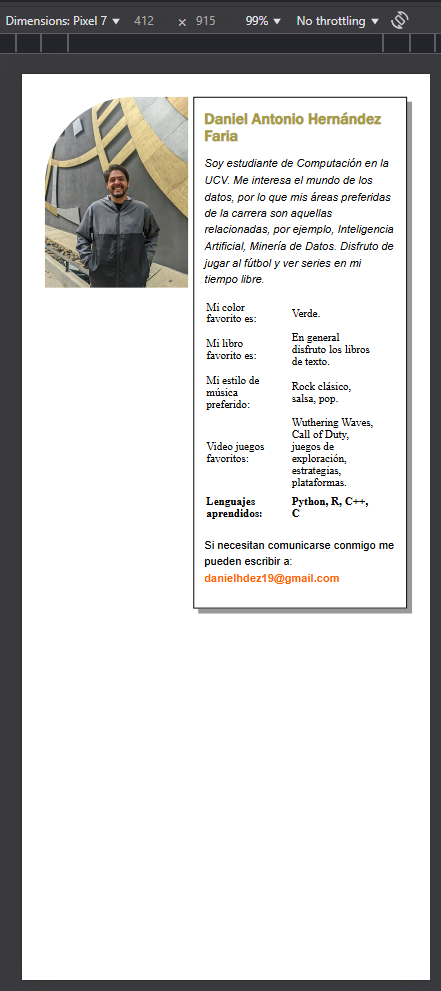 Dimensions: Pixel 7 ▼ 412 × 915 99% ▼ No throttling ▼
Daniel Antonio Hernández
Faria
Soy estudiante de Computación en la
UCV. Me interesa el mundo de los
datos, por lo que mis áreas preferidas
de la carrera son aquellas
relacionadas, por ejemplo, Inteligencia
Artificial, Minería de Datos. Disfruto de
jugar al fútbol y ver series en mi
tiempo libre.
Mi color
favorito es:
Verde.
Mi libro
favorito es:
En general
disfruto los libros
de texto.
Mi estilo de
música
preferido:
Rock clásico,
salsa, pop.
Video juegos
favoritos:
Wuthering Waves,
Call of Duty,
juegos de
exploración,
estrategias,
plataformas.
Lenguajes
aprendidos:
Python, R, C++,
C
Si necesitan comunicarse conmigo me
pueden escribir a:
danielhdez19@gmail.com